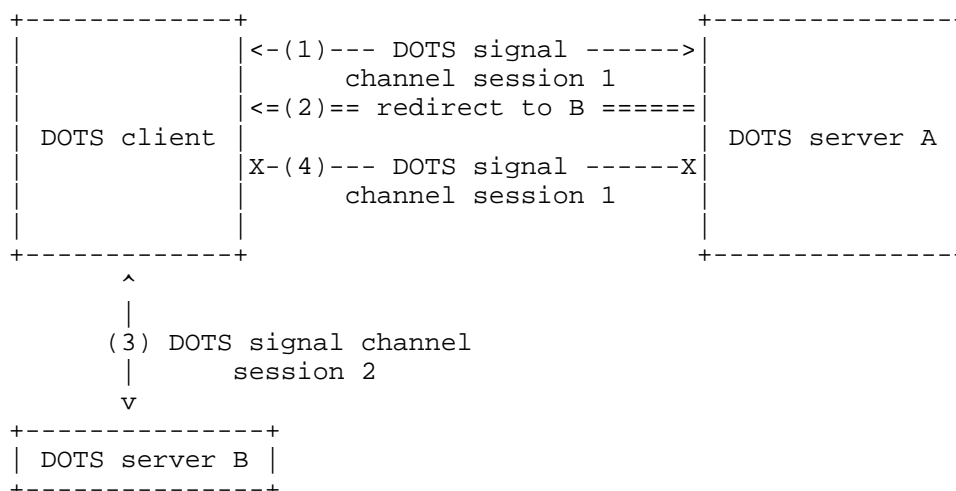 +-------------+                            +---------------
|             |<-(1)--- DOTS signal ------>|
|             |      channel session 1     |
|             |<=(2)== redirect to B ======|
| DOTS client |                            | DOTS server A
|             |X-(4)--- DOTS signal ------X|
|             |      channel session 1     |
|             |                            |
+-------------+                            +---------------
       ^
       |
      (3) DOTS signal channel
       |      session 2
       v
+---------------+
| DOTS server B |
+---------------+